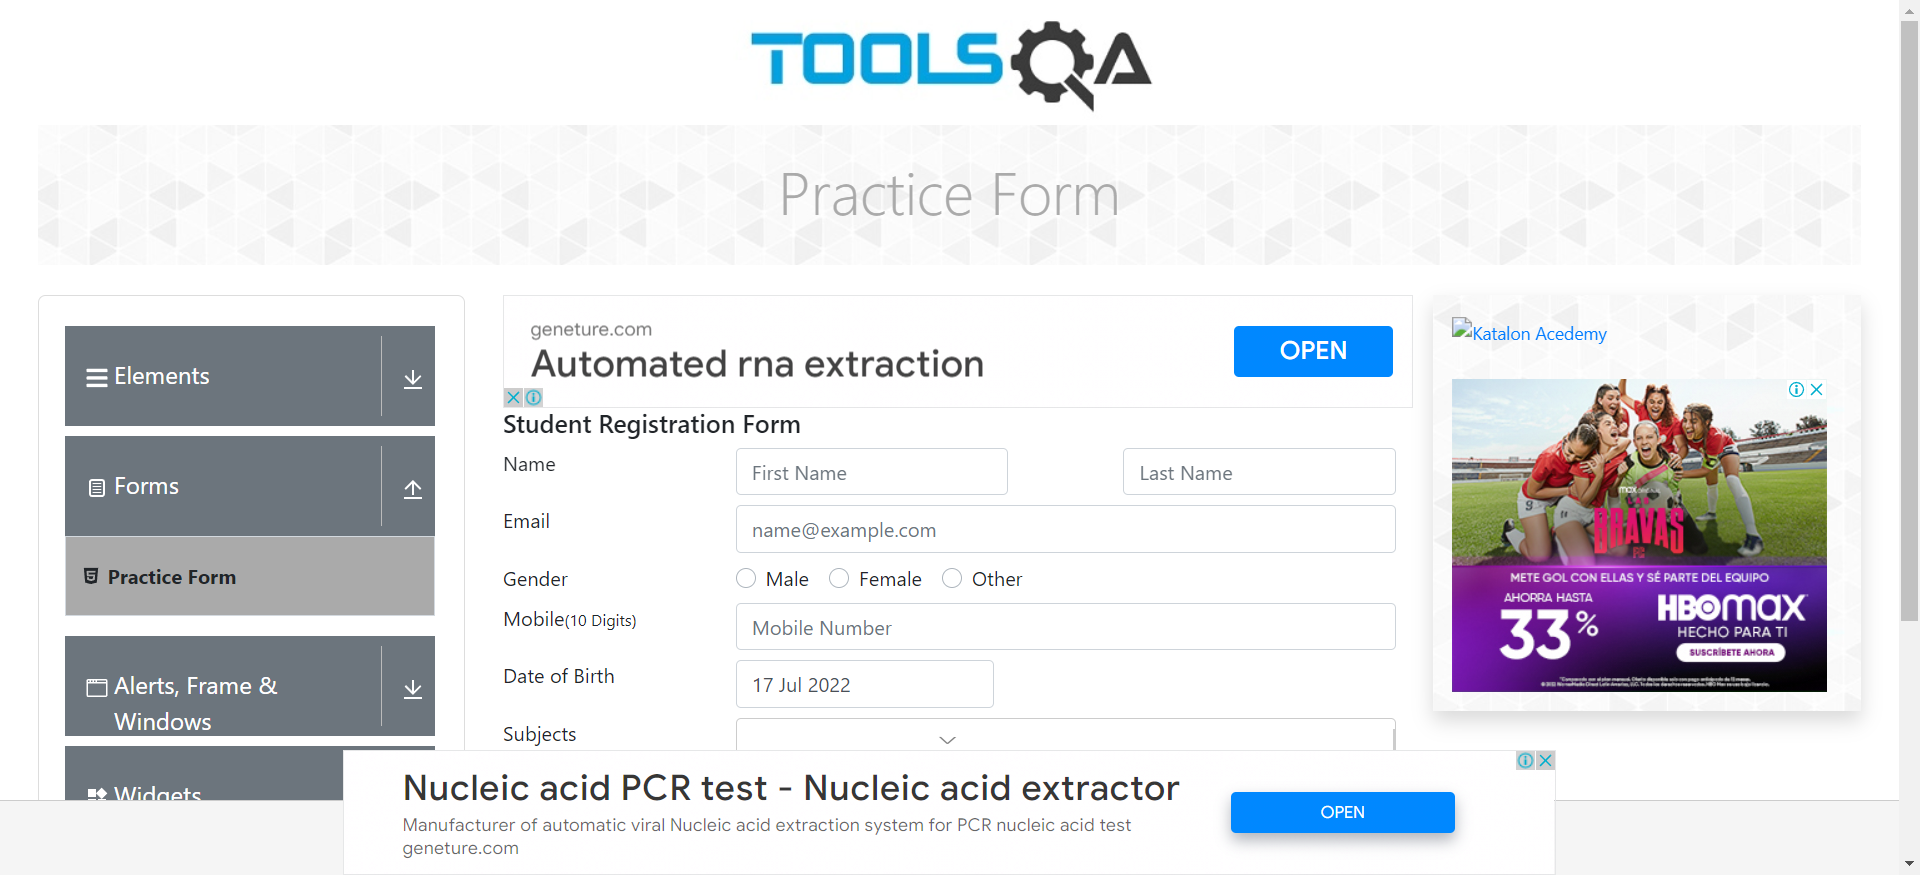 TOOLSQA
Practice Form
Elements
Forms
Practice Form
Alerts, Frame &
Windows
Widgets
geneture.com
Automated rna extraction
OPEN
Student Registration Form
Name
First Name
Last Name
Email
name@example.com
Gender
Male
Female
Other
Mobile(10 Digits)
Mobile Number
Date of Birth
17 Jul 2022
Subjects
Katalon Acedemy
BRAVAS
FC
METE GOL CON ELLAS Y SÉ PARTE DEL EQUIPO
AHORRA HASTA
33%
HBOMAX
HECHO PARA TI
SUSCRÍBETE AHORA
Nucleic acid PCR test - Nucleic acid extractor
Manufacturer of automatic viral Nucleic acid extraction system for PCR nucleic acid test
geneture.com
OPEN